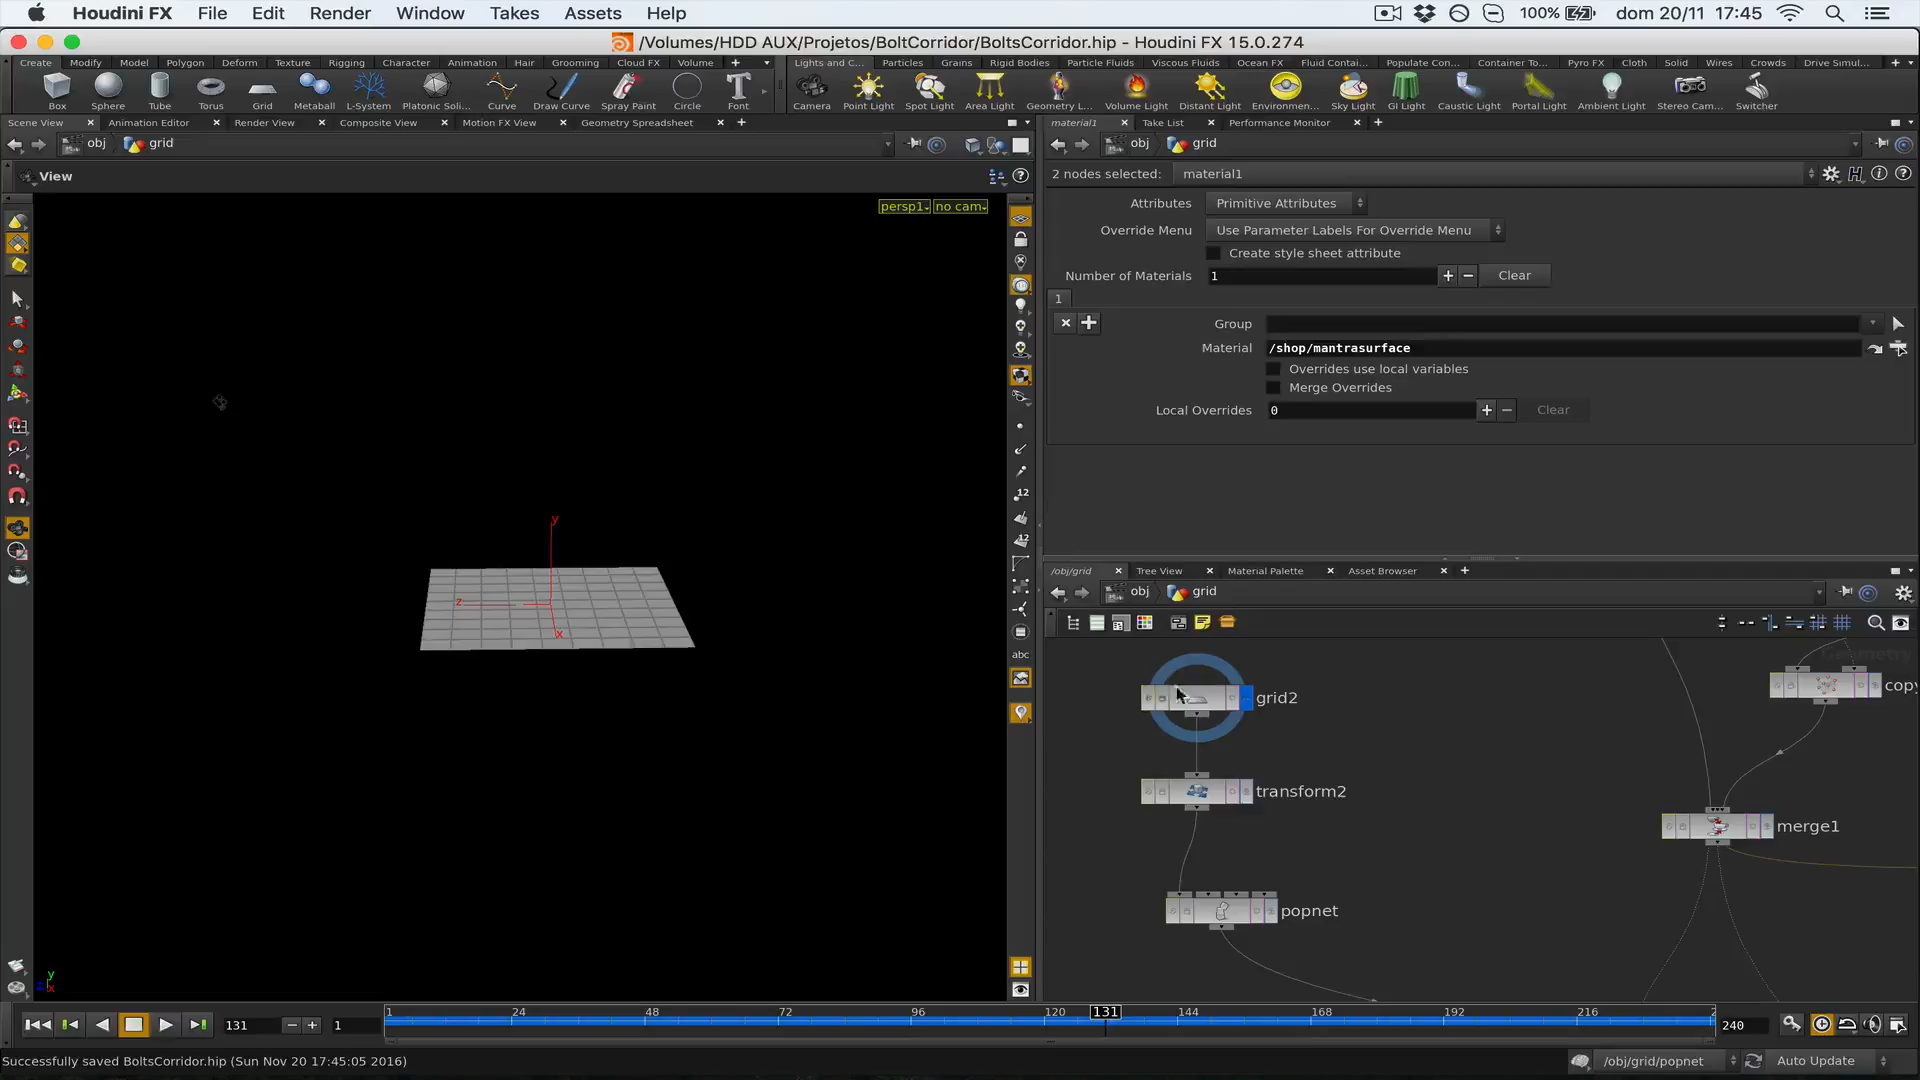 Houdini FX File Edit Render Window Takes Assets Help 100% dom 20/11 17:45
/Volumes/HDD AUX/Projetos/BoltCorridor/BoltsCorridor.hip - Houdini FX 15.0.274
Create Modify Model Polygon Deform Texture Rigging Character Animation Hair Grooming Cloud FX Volume
Lights and C... Particles Grains Rigid Bodies Particle Fluids Viscous Fluids Ocean FX Fluid Contai... Populate Con... Container To... Pyro FX Cloth Solid Wires Crowds Drive Simul...
Box Sphere Tube Torus Grid Metaball L-System Platonic Soli... Curve Draw Curve Spray Paint Circle Font
Camera Point Light Spot Light Area Light Geometry L... Volume Light Distant Light Environmen... Sky Light GI Light Caustic Light Portal Light Ambient Light Stereo Cam... Switcher
Scene View Animation Editor Render View Composite View Motion FX View Geometry Spreadsheet
material1 Take List Performance Monitor
obj grid
obj grid
View
persp1 no cam
2 nodes selected: material1
Attributes Primitive Attributes
Override Menu Use Parameter Labels For Override Menu
Create style sheet attribute
Number of Materials 1 Clear
1
Group
Material /shop/mantrasurface
Overrides use local variables
Merge Overrides
Local Overrides 0 Clear
12
12
abc
y
z
x
y
z
x
/obj/grid Tree View Material Palette Asset Browser
obj grid
Geometry
grid2
copy
transform2
merge1
popnet
1 24 48 72 96 120 131 144 168 192 216 2
131 1 240
Successfully saved BoltsCorridor.hip (Sun Nov 20 17:45:05 2016)
/obj/grid/popnet Auto Update